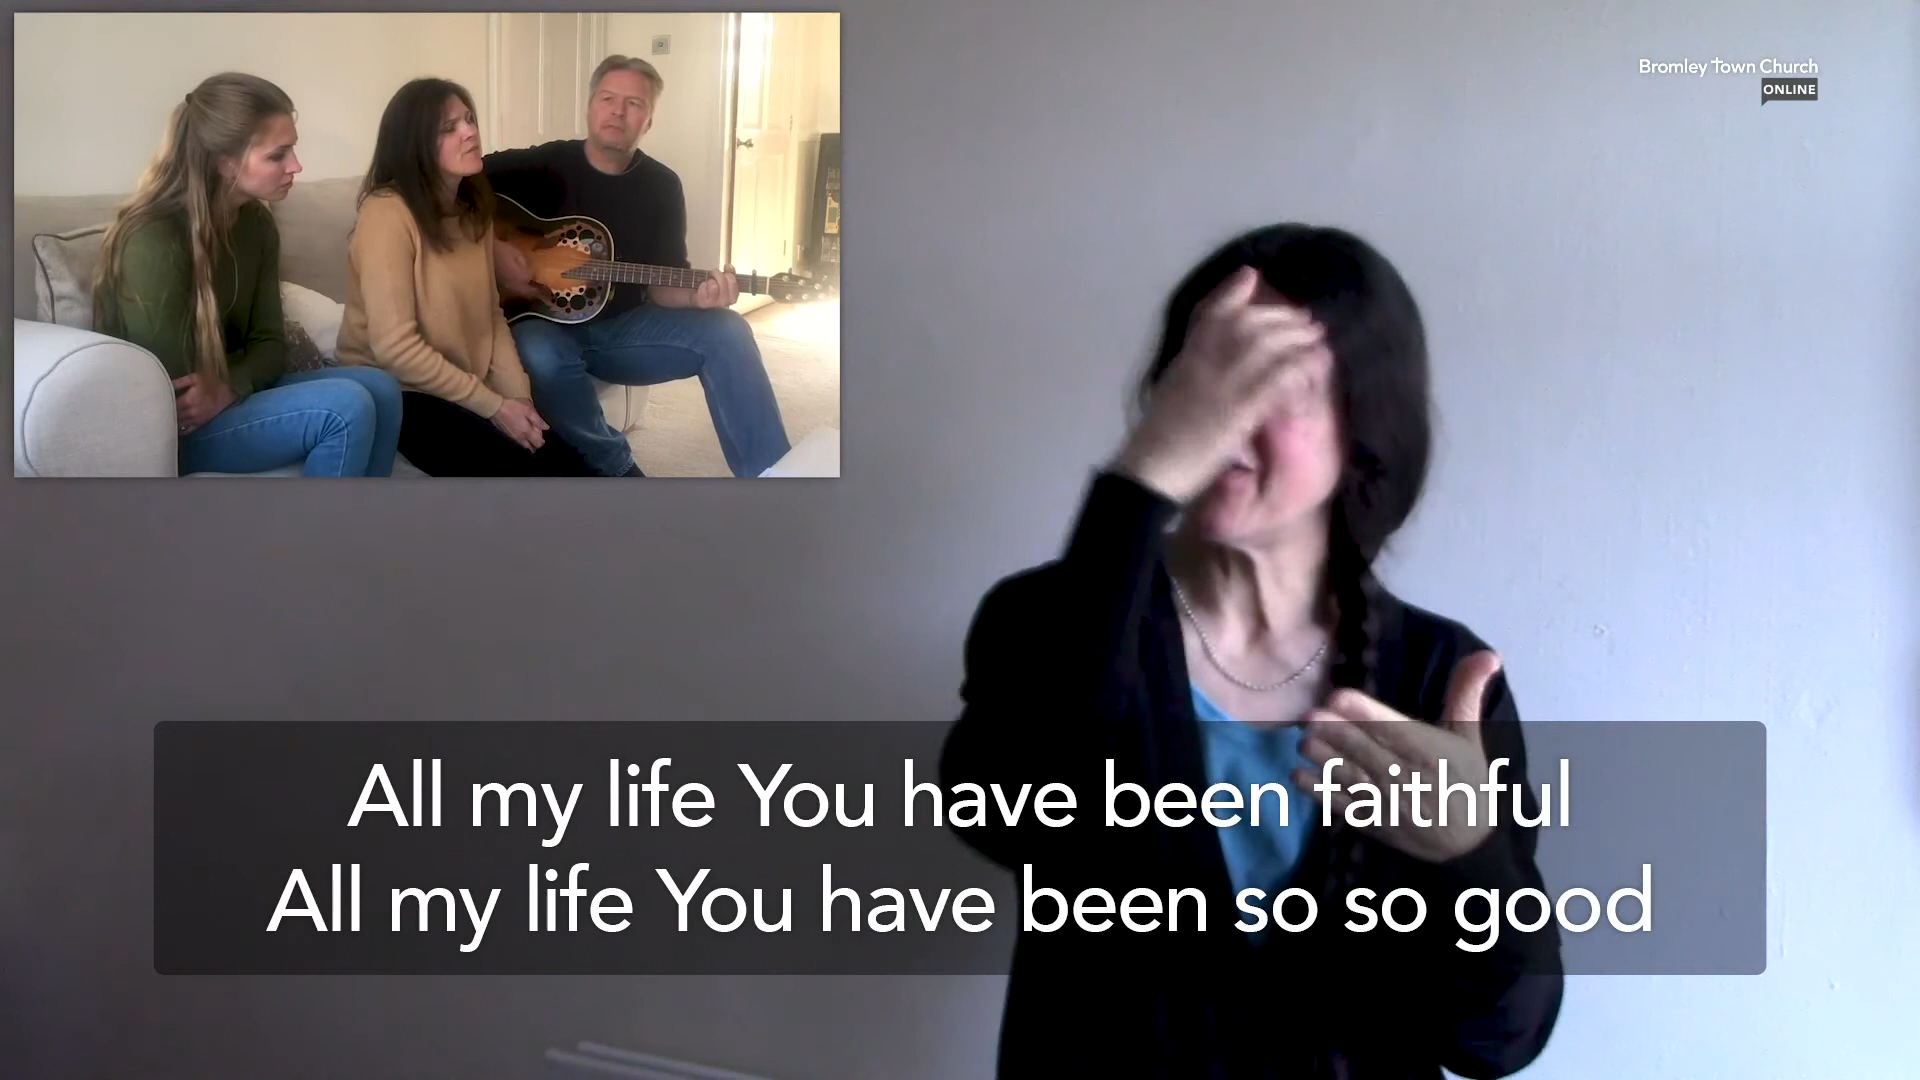 Bromley Town Church
ONLINE
All my life You have been faithful
All my life You have been so so good